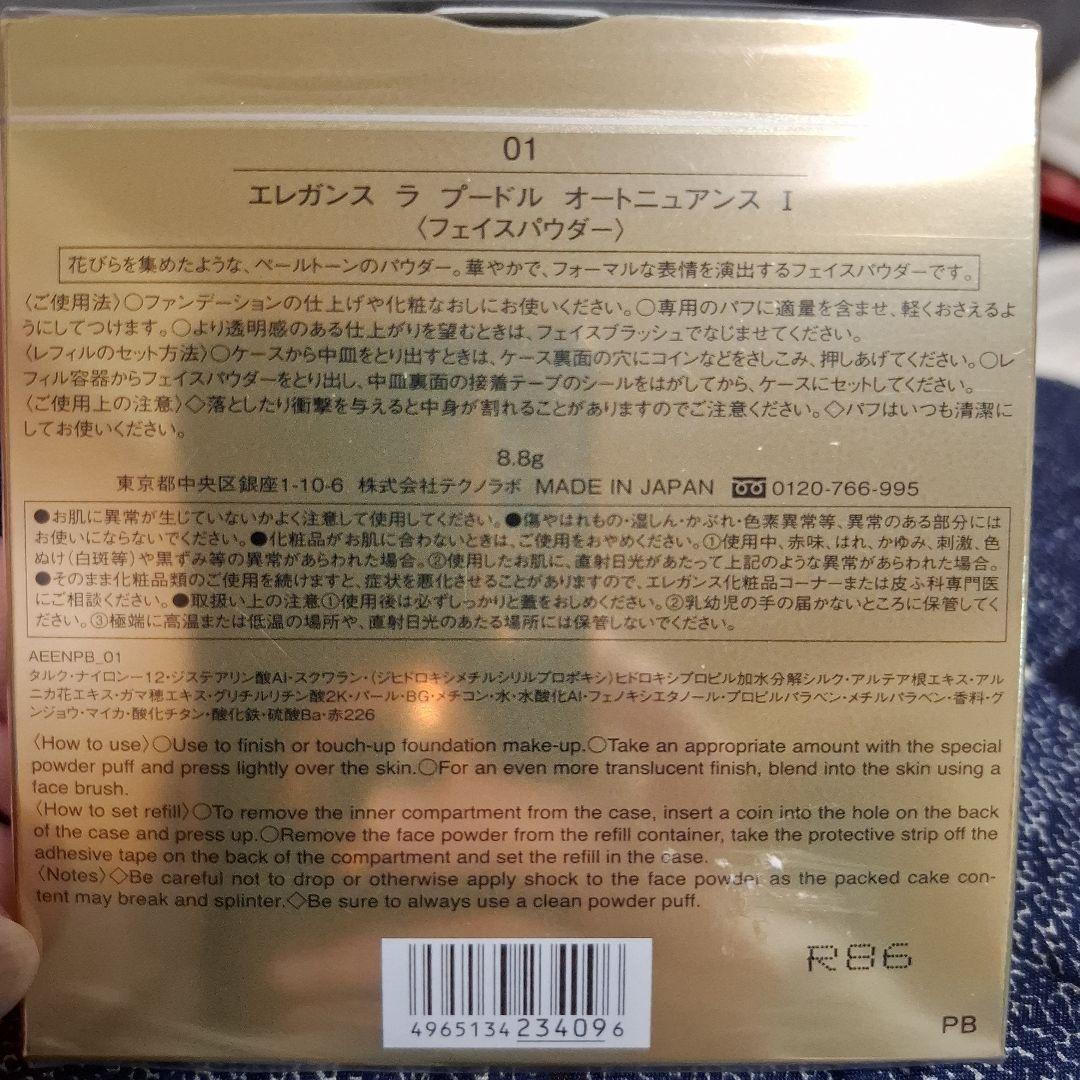 01
エレガンス ラ プードル オートニュアンス I
〈フェイスパウダー〉
花びらを集めたような、ペールトーンのパウダー。華やかで、フォーマルな表情を演出するフェイスパウダーです。
〈ご使用法〉○ファンデーションの仕上げや化粧なおしにお使いください。○専用のパフに適量を含ませ、軽くおさえるよ
うにしてつけます。○より透明感のある仕上がりを望むときは、フェイスブラッシュでなじませてください。
〈レフィルのセット方法〉○ケースから中皿をとり出すときは、ケース裏面の穴にコインなどをさしこみ、押しあげてください。○レ
フィル容器からフェイスパウダーをとり出し、中皿裏面の接着テープのシールをはがしてから、ケースにセットしてください。
〈ご使用上の注意〉◇落としたり衝撃を与えると中身が割れることがありますのでご注意ください。◇パフはいつも清潔に
してお使いください。
8.8g
東京都中央区銀座1-10-6 株式会社テクノラボ MADE IN JAPAN 0120-766-995
●お肌に異常が生じていないかよく注意して使用してください。●傷やはれもの・湿しん・かぶれ・色素異常等、異常のある部分には
お使いにならないでください。●化粧品がお肌に合わないときは、ご使用をおやめください。①使用中、赤味、はれ、かゆみ、刺激、色
ぬけ(白斑等)や黒ずみ等の異常があらわれた場合。②使用したお肌に、直射日光があたって上記のような異常があらわれた場合。
●そのまま化粧品類のご使用を続けますと、症状を悪化させることがありますので、エレガンス化粧品コーナーまたは皮ふ科専門医
にご相談ください。●取扱い上の注意①使用後は必ずしっかりと蓋をおしめください。②乳幼児の手の届かないところに保管してく
ださい。③極端に高温または低温の場所や、直射日光のあたる場所には保管しないでください。
AEENPB_01
タルク・ナイロン-12・ジステアリン酸Al・スクワラン・(ジヒドロキシメチルシリルプロポキシ)ヒドロキシプロピル加水分解シルク・アルテア根エキス・アル
ニカ花エキス・ガマ穂エキス・グリチルリチン酸2K・パール・BG・メチコン・水・水酸化Al・フェノキシエタノール・プロピルパラベン・メチルパラベン・香料・グ
ンジョウ・マイカ・酸化チタン・酸化鉄・硫酸Ba・赤226
〈How to use〉○Use to finish or touch-up foundation make-up.○Take an appropriate amount with the special
powder puff and press lightly over the skin.○For an even more translucent finish, blend into the skin using a
face brush.
〈How to set refill〉○To remove the inner compartment from the case, insert a coin into the hole on the back
of the case and press up.○Remove the face powder from the refill container, take the protective strip off the
adhesive tape on the back of the compartment and set the refill in the case.
〈Notes〉◇Be careful not to drop or otherwise apply shock to the face powder as the packed cake con-
tent may break and splinter.◇Be sure to always use a clean powder puff.
R86
4965134234096
PB